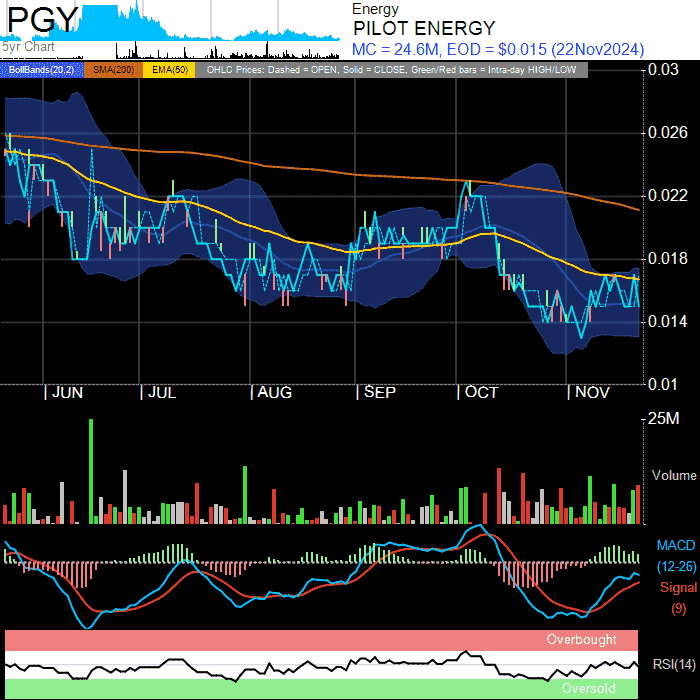 PGY
5yr Chart
Energy
PILOT ENERGY
MC = 24.6M, EOD = $0.015 (22Nov2024)
BollBands(20,2) SMA(200) EMA(50) OHLC Prices: Dashed = OPEN, Solid = CLOSE, Green/Red bars = Intra-day HIGH/LOW
0.03
0.026
0.022
0.018
0.014
0.01
| JUN | JUL | AUG | SEP | OCT | NOV
25M
Volume
MACD
(12-26)
Signal
(9)
Overbought
RSI(14)
Oversold